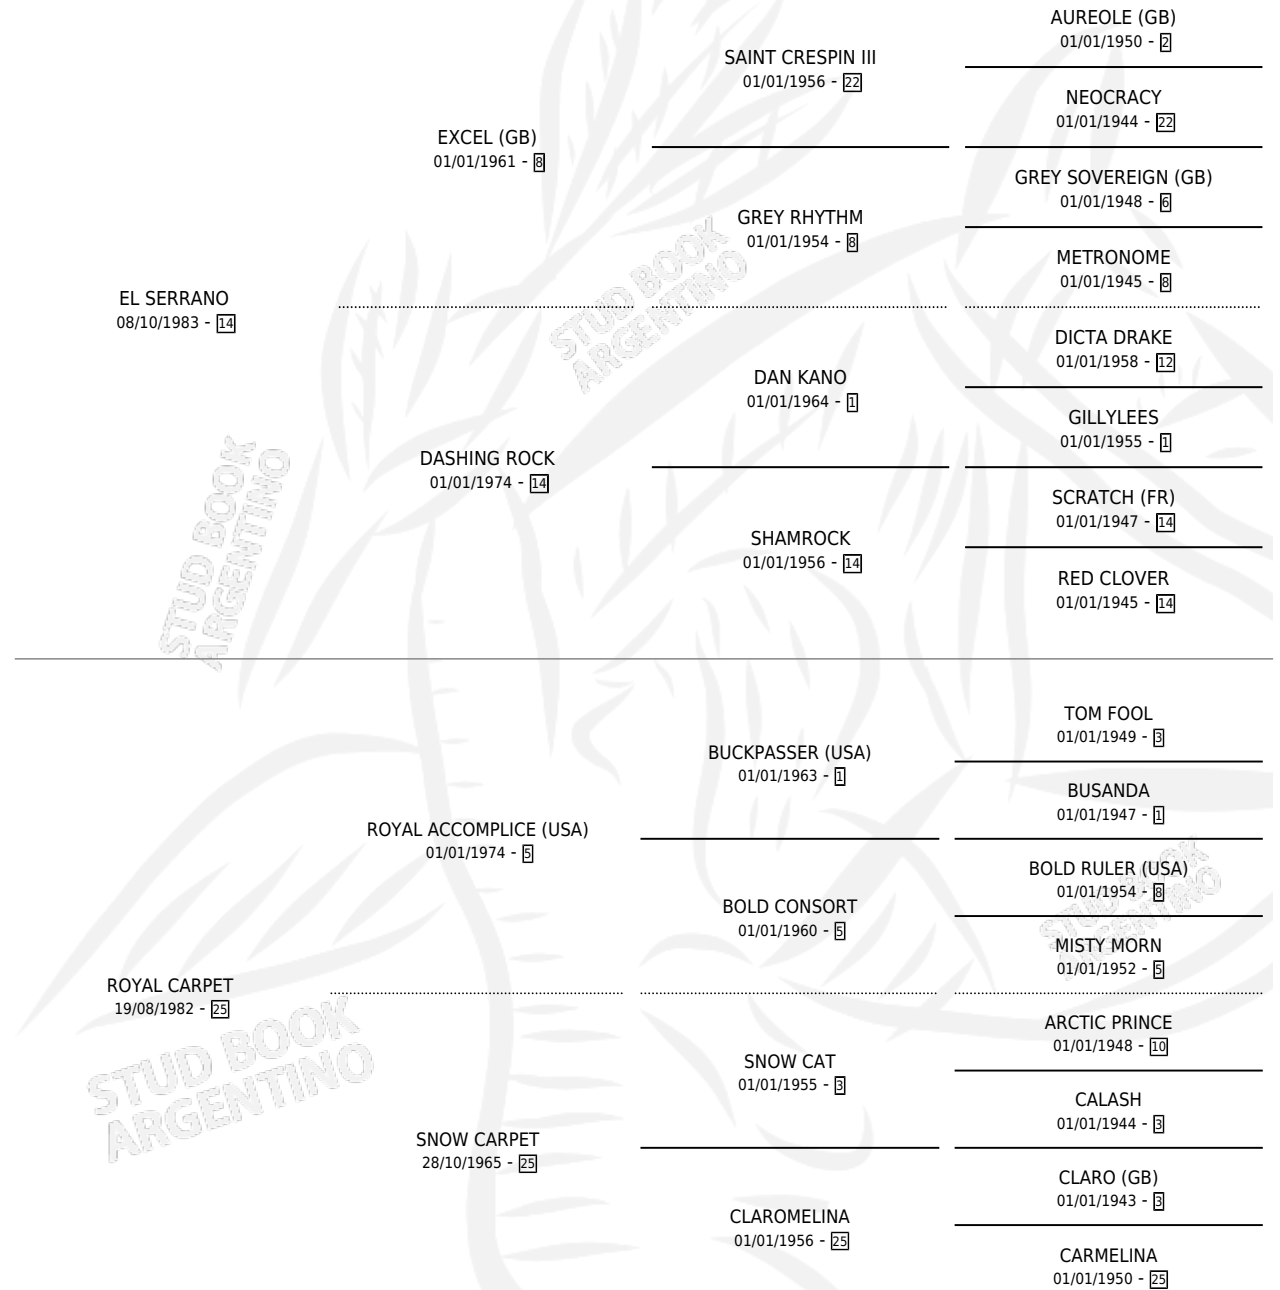 AUREOLE (GB)
01/01/1950 - 2
SAINT CRESPIN III
01/01/1956 - 22
NEOCRACY
01/01/1944 - 22
EXCEL (GB)
01/01/1961 - 8
GREY SOVEREIGN (GB)
01/01/1948 - 6
GREY RHYTHM
01/01/1954 - 8
METRONOME
01/01/1945 - 8
EL SERRANO
08/10/1983 - 14
DICTA DRAKE
01/01/1958 - 12
DAN KANO
01/01/1964 - 1
GILLYLEES
01/01/1955 - 1
DASHING ROCK
01/01/1974 - 14
SCRATCH (FR)
01/01/1947 - 14
SHAMROCK
01/01/1956 - 14
RED CLOVER
01/01/1945 - 14
STUD BOOK
ARGENTINO
STUD BOOK
ARGENTINO
TOM FOOL
01/01/1949 - 3
BUCKPASSER (USA)
01/01/1963 - 1
BUSANDA
01/01/1947 - 1
ROYAL ACCOMPLICE (USA)
01/01/1974 - 5
BOLD RULER (USA)
01/01/1954 - 8
BOLD CONSORT
01/01/1960 - 5
MISTY MORN
01/01/1952 - 5
ROYAL CARPET
19/08/1982 - 25
ARCTIC PRINCE
01/01/1948 - 10
SNOW CAT
01/01/1955 - 3
CALASH
01/01/1944 - 3
SNOW CARPET
28/10/1965 - 25
CLARO (GB)
01/01/1943 - 3
CLAROMELINA
01/01/1956 - 25
CARMELINA
01/01/1950 - 25
STUD BOOK
ARGENTINO
STUD BOOK
ARGENTINO